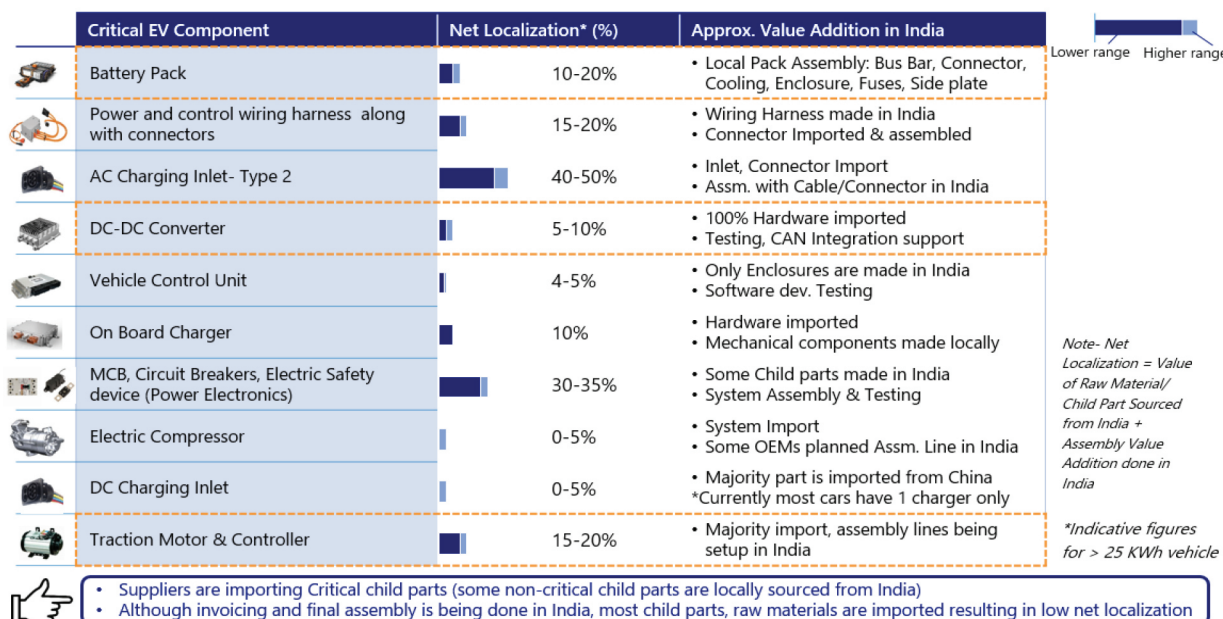 Critical EV Component Net Localization* (%) Approx. Value Addition in India
Lower range Higher range
Battery Pack
10-20%
• Local Pack Assembly: Bus Bar, Connector,
Cooling, Enclosure, Fuses, Side plate
Power and control wiring harness along
with connectors
15-20%
• Wiring Harness made in India
• Connector Imported & assembled
AC Charging Inlet- Type 2
40-50%
• Inlet, Connector Import
• Assm. with Cable/Connector in India
DC-DC Converter
5-10%
• 100% Hardware imported
• Testing, CAN Integration support
Vehicle Control Unit
4-5%
• Only Enclosures are made in India
• Software dev. Testing
On Board Charger
10%
• Hardware imported
• Mechanical components made locally
MCB, Circuit Breakers, Electric Safety
device (Power Electronics)
30-35%
• Some Child parts made in India
• System Assembly & Testing
Electric Compressor
0-5%
• System Import
• Some OEMs planned Assm. Line in India
DC Charging Inlet
0-5%
• Majority part is imported from China
*Currently most cars have 1 charger only
Traction Motor & Controller
15-20%
• Majority import, assembly lines being
setup in India
Note- Net
Localization = Value
of Raw Material/
Child Part Sourced
from India +
Assembly Value
Addition done in
India
*Indicative figures
for > 25 KWh vehicle
• Suppliers are importing Critical child parts (some non-critical child parts are locally sourced from India)
• Although invoicing and final assembly is being done in India, most child parts, raw materials are imported resulting in low net localization